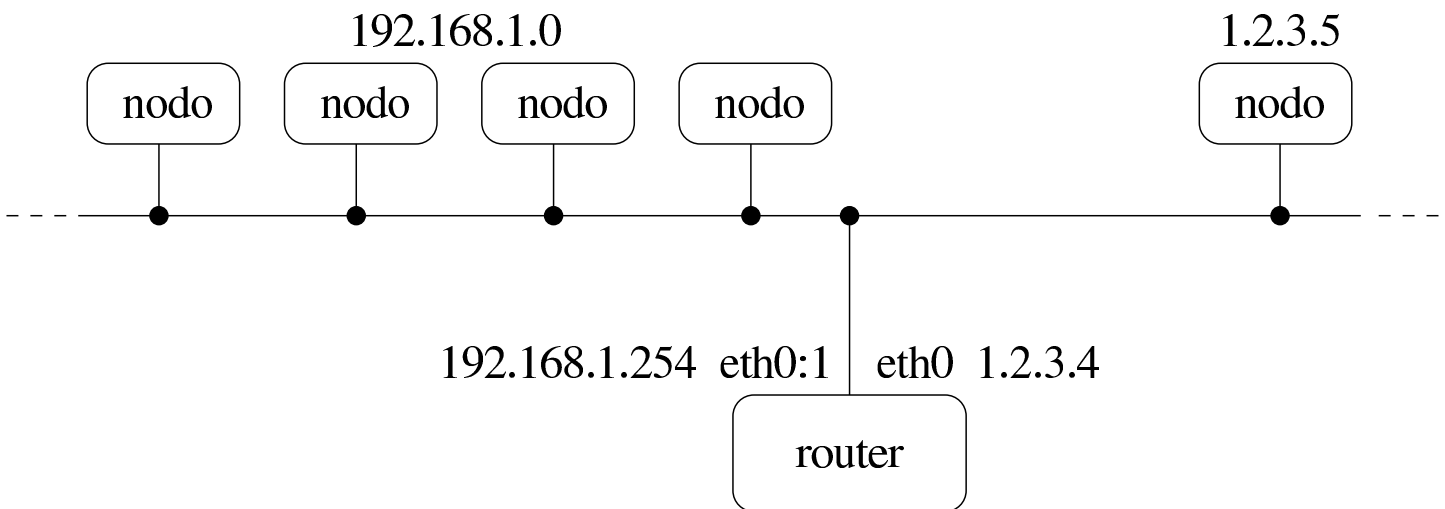 192.168.1.0 1.2.3.5
nodo nodo nodo nodo nodo
192.168.1.254 eth0:1 eth0 1.2.3.4
router